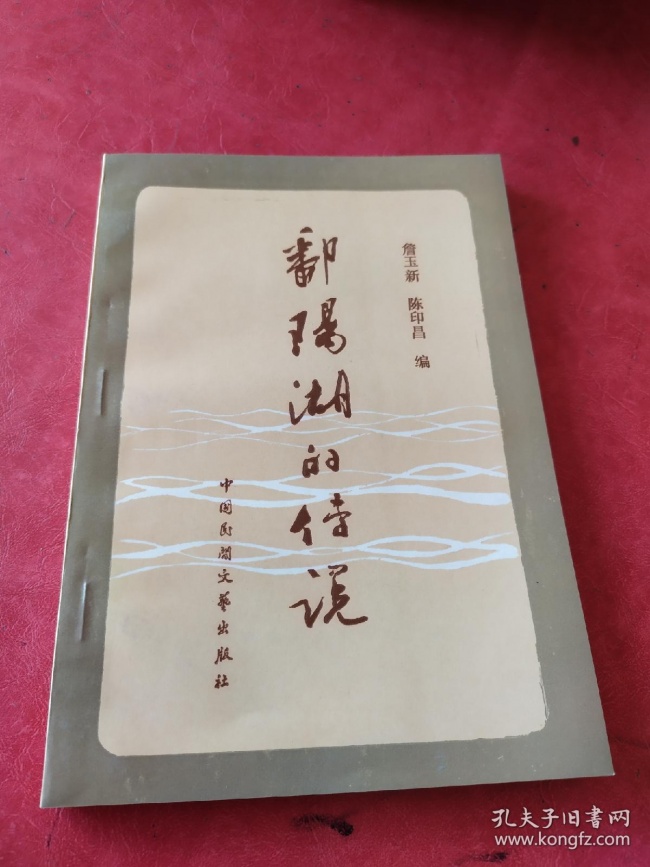 詹玉新 陈印昌 编
鄱阳湖的传说
中国民间文艺出版社
孔夫子旧书网
www.kongfz.com